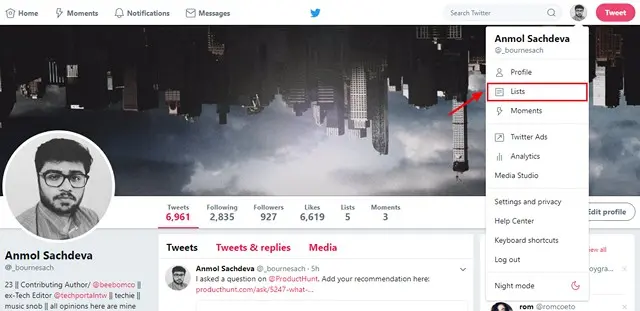 Home
Moments
Notifications
Messages
Search Twitter
Tweet
Anmol Sachdeva
@_bournesach
Profile
Lists
Moments
Twitter Ads
Analytics
Media Studio
Settings and privacy
Help Center
Keyboard shortcuts
Log out
Night mode
Tweets Following Followers Likes Lists Moments
6,961 2,835 927 6,619 5 3
Edit profile
Anmol Sachdeva
@_bournesach
23 || Contributing Author/ @beebomco ||
ex-Tech Editor @techportalntw || techie ||
music snob || all opinions here are mine
Tweets Tweets & replies Media
Anmol Sachdeva @_bournesach · 5h
I asked a question on @ProductHunt. Add your recommendation here:
producthunt.com/ask/5247-what-...
view all
rom @romcoeto